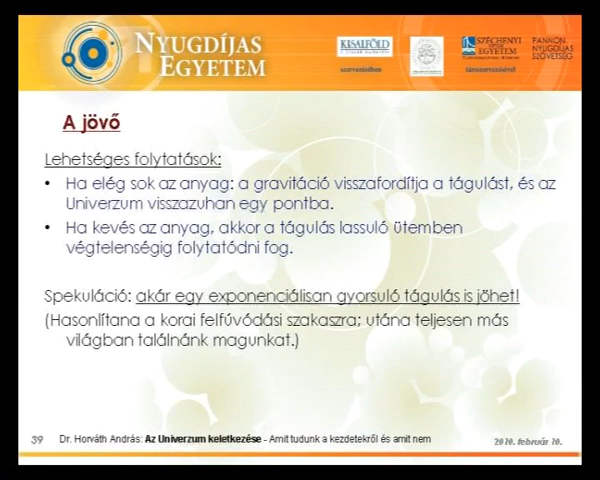 NYUGDÍJAS
EGYETEM
KISALFÖLD
szervezésében
SZÉCHENYI
EGYETEM
társszervezésével
PANNON
NYUGDÍJAS
SZÖVETSÉG
A jövő
Lehetséges folytatások:
• Ha elég sok az anyag: a gravitáció visszafordítja a tágulást, és az
Univerzum visszazuhan egy pontba.
• Ha kevés az anyag, akkor a tágulás lassuló ütemben
végtelenségig folytatódni fog.
Spekuláció: akár egy exponenciálisan gyorsuló tágulás is jöhet!
(Hasonlítana a korai felfúvódási szakaszra; utána teljesen más
világban találnánk magunkat.)
39 Dr. Horváth András: Az Univerzum keletkezése - Amit tudunk a kezdetekről és amit nem 2010. február 10.